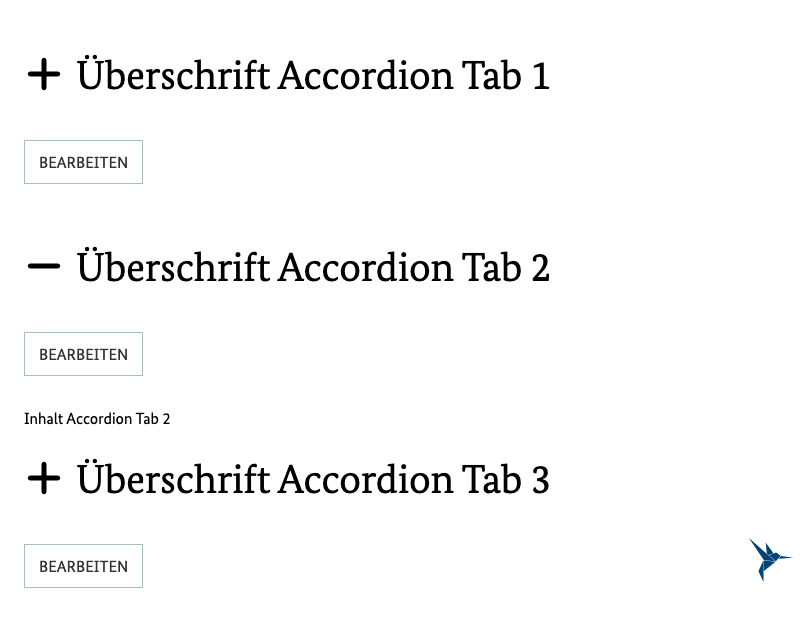 Überschrift Accordion Tab 1
BEARBEITEN
Überschrift Accordion Tab 2
BEARBEITEN
Inhalt Accordion Tab 2
Überschrift Accordion Tab 3
BEARBEITEN